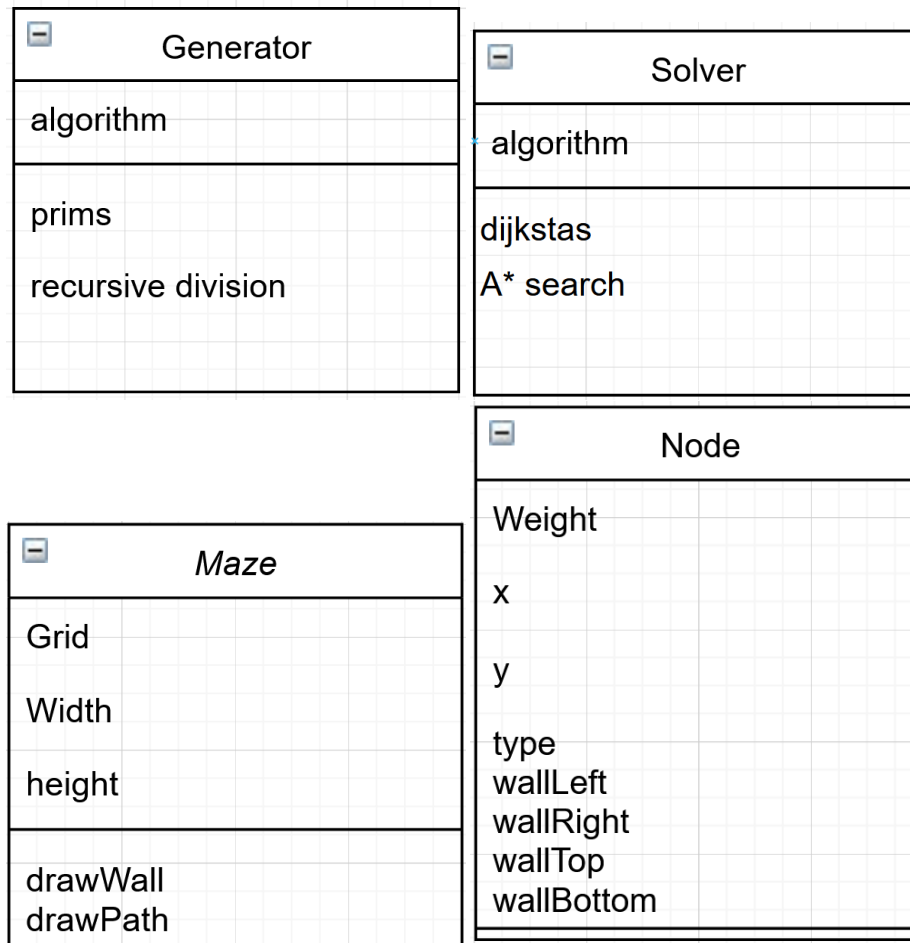 Generator
algorithm
prims
recursive division
Solver
algorithm
dijkstas
A* search
Maze
Grid
Width
height
drawWall
drawPath
Node
Weight
x
y
type
wallLeft
wallRight
wallTop
wallBottom